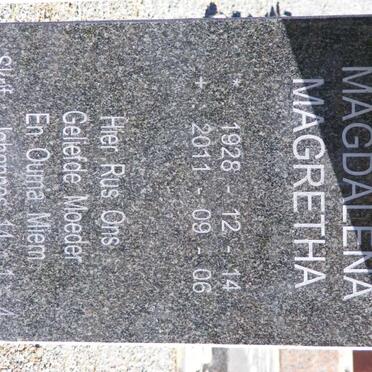 MAGDALENA
MAGRETHA
* 1928 - 12 - 14
+ 2011 - 09 - 06
Hier Rus Ons
Geliefde Moeder
En Ouma Miem